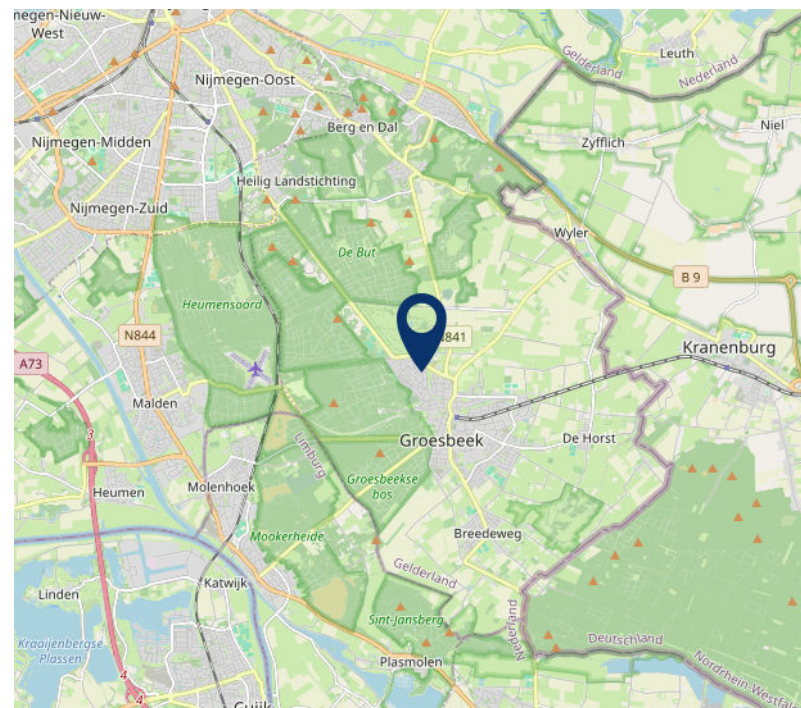 megen-Nieuw-
West
Nijmegen-Oost
Gelderland
Leuth
Nederland
Nijmegen-Midden
Berg en Dal
Zyfflich
Niel
Heilig Landstichting
Nijmegen-Zuid
De But
Wyler
B 9
Heumensoord
N844
N841
Kranenburg
A73
Malden
3
Groesbeek
De Horst
Limburg
Heumen
Molenhoek
Groesbeekse
bos
Mookerheide
Breedeweg
Gelderland
Katwijk
Linden
Sint-Jansberg
Nederland
Deutschland
Kraaijenbergse
Plassen
Plasmolen
Nordrhein-Westfale
4
4
Cuijk